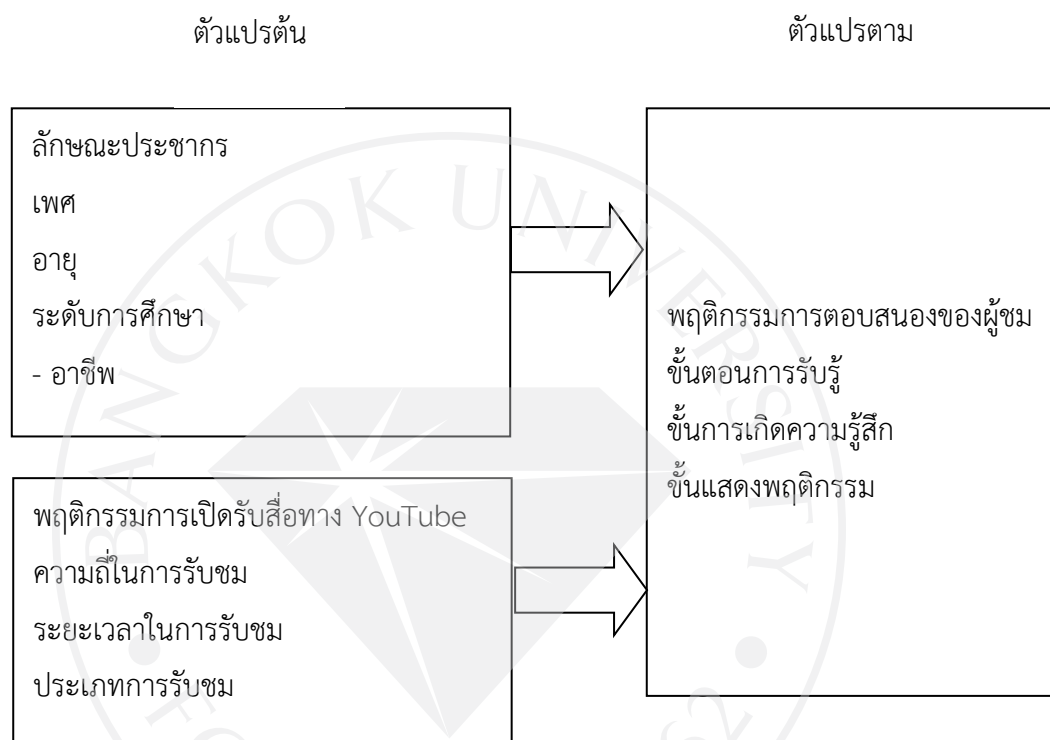 ตัวแปรต้น
ตัวแปรตาม
ลักษณะประชากร
เพศ
อายุ
ระดับการศึกษา
- อาชีพ
พฤติกรรมการเปิดรับสื่อทาง YouTube
ความถี่ในการรับชม
ระยะเวลาในการรับชม
ประเภทการรับชม
พฤติกรรมการตอบสนองของผู้ชม
ขั้นตอนการรับรู้
ขั้นการเกิดความรู้สึก
ขั้นแสดงพฤติกรรม
BANGKOK UNIVERSITY